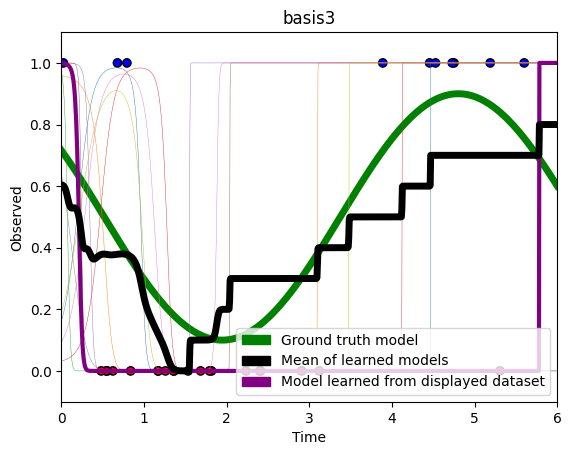 basis3
1.0
0.8
0.6
0.4
0.2
0.0
Observed
Ground truth model
Mean of learned models
Model learned from displayed dataset
0 1 2 3 4 5 6
Time